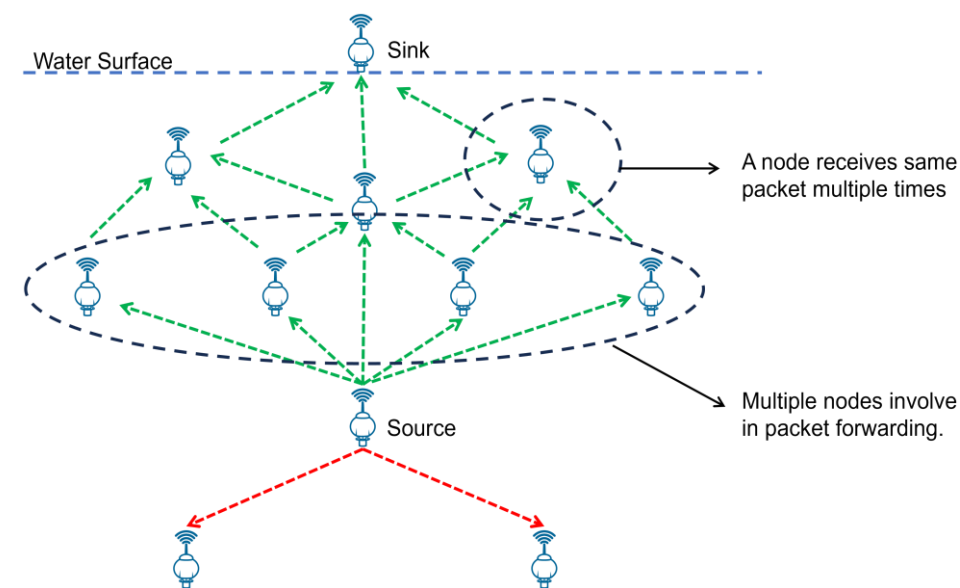 Sink
Water Surface
A node receives same
packet multiple times
Multiple nodes involve
in packet forwarding.
Source